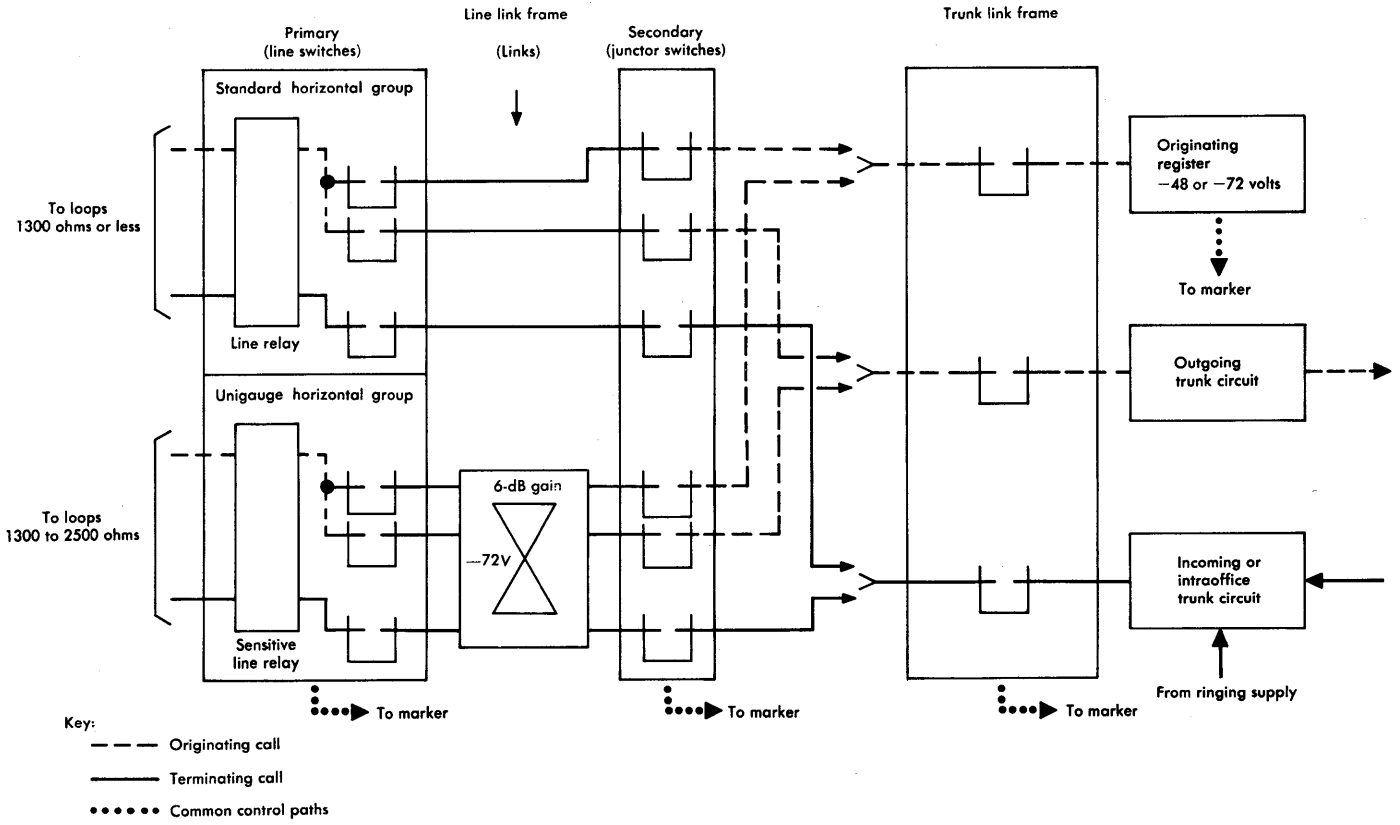 Line link frame
Trunk link frame
Primary
(line switches)
(Links)
Secondary
(junctor switches)
Standard horizontal group
To loops
1300 ohms or less
Line relay
Originating
register
−48 or −72 volts
To marker
Unigauge horizontal group
Outgoing
trunk circuit
To loops
1300 to 2500 ohms
6-dB gain
−72V
Sensitive
line relay
Incoming or
intraoffice
trunk circuit
From ringing supply
To marker
To marker
To marker
Key:
Originating call
Terminating call
Common control paths